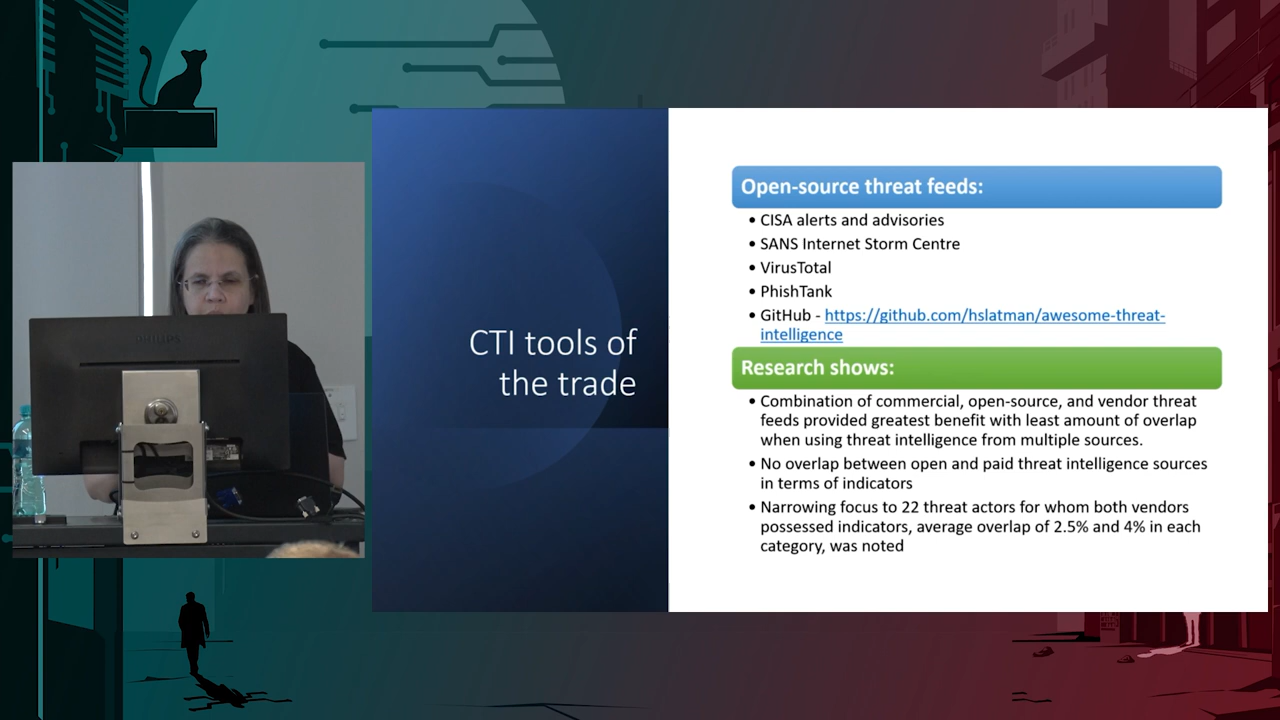 CTI tools of
the trade
Open-source threat feeds:
• CISA alerts and advisories
• SANS Internet Storm Centre
• VirusTotal
• PhishTank
• GitHub - https://github.com/hslatman/awesome-threat-
intelligence
Research shows:
• Combination of commercial, open-source, and vendor threat
feeds provided greatest benefit with least amount of overlap
when using threat intelligence from multiple sources.
• No overlap between open and paid threat intelligence sources
in terms of indicators
• Narrowing focus to 22 threat actors for whom both vendors
possessed indicators, average overlap of 2.5% and 4% in each
category, was noted
PHILIPS